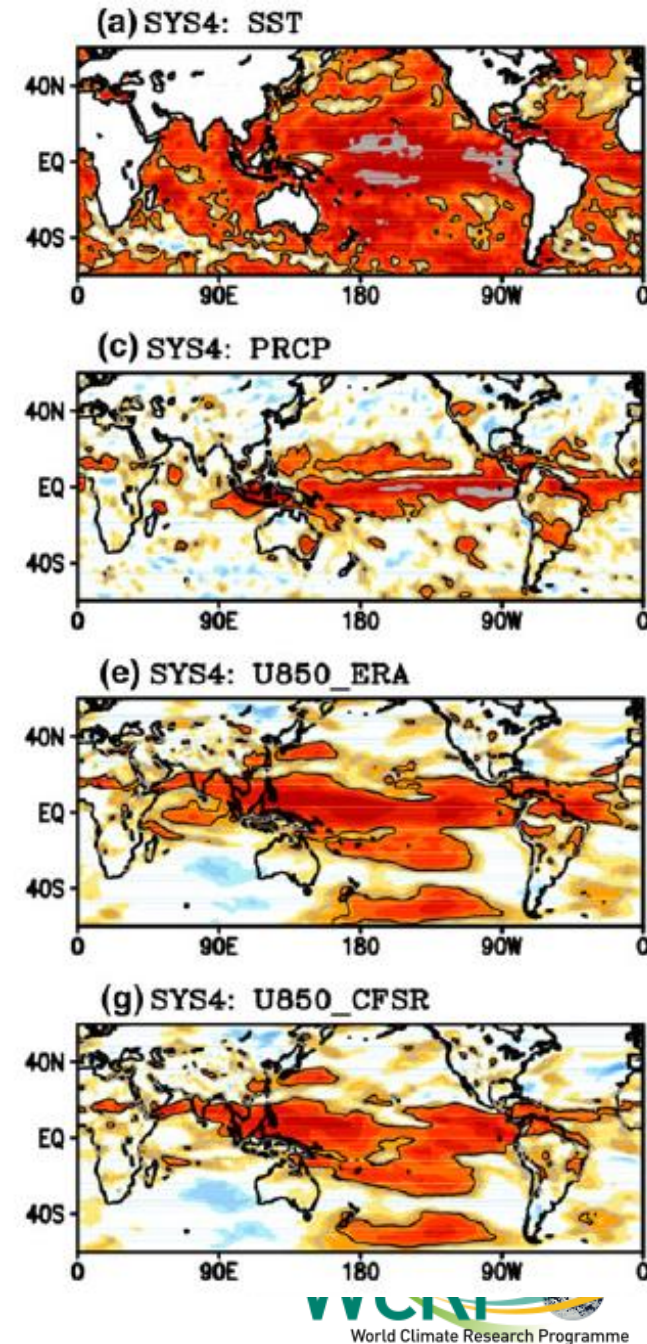 (a) SYS4: SST
40N
EQ
40S
0 90E 180 90W 0
(c) SYS4: PRCP
40N
EQ
40S
0 90E 180 90W 0
(e) SYS4: U850_ERA
40N
EQ
40S
0 90E 180 90W 0
(g) SYS4: U850_CFSR
40N
EQ
40S
0 90E 180 90W 0
WCRP
World Climate Research Programme